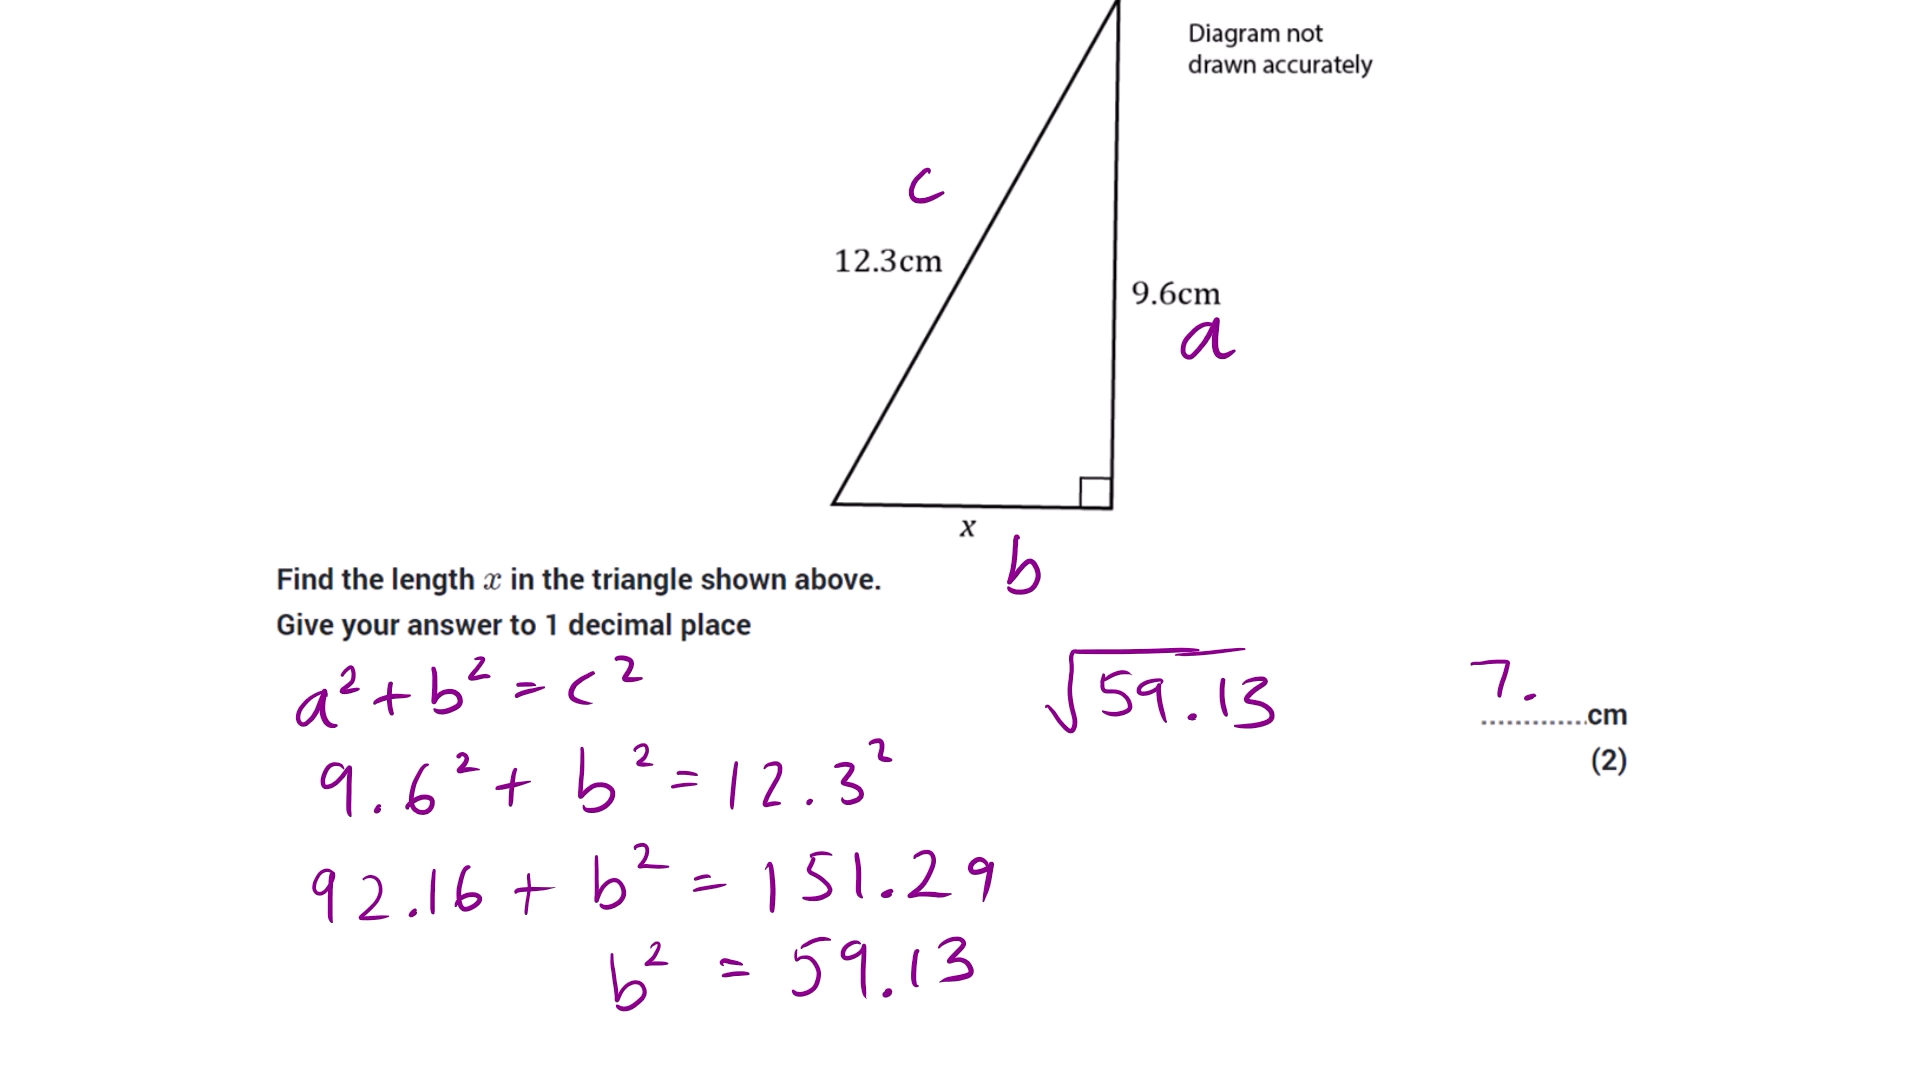 Diagram not
drawn accurately
c
12.3cm
9.6cm
a
x
b
Find the length x in the triangle shown above.
Give your answer to 1 decimal place
a² + b² = c²
√59.13
7.
............cm
(2)
9.6² + b² = 12.3²
92.16 + b² = 151.29
b² = 59.13